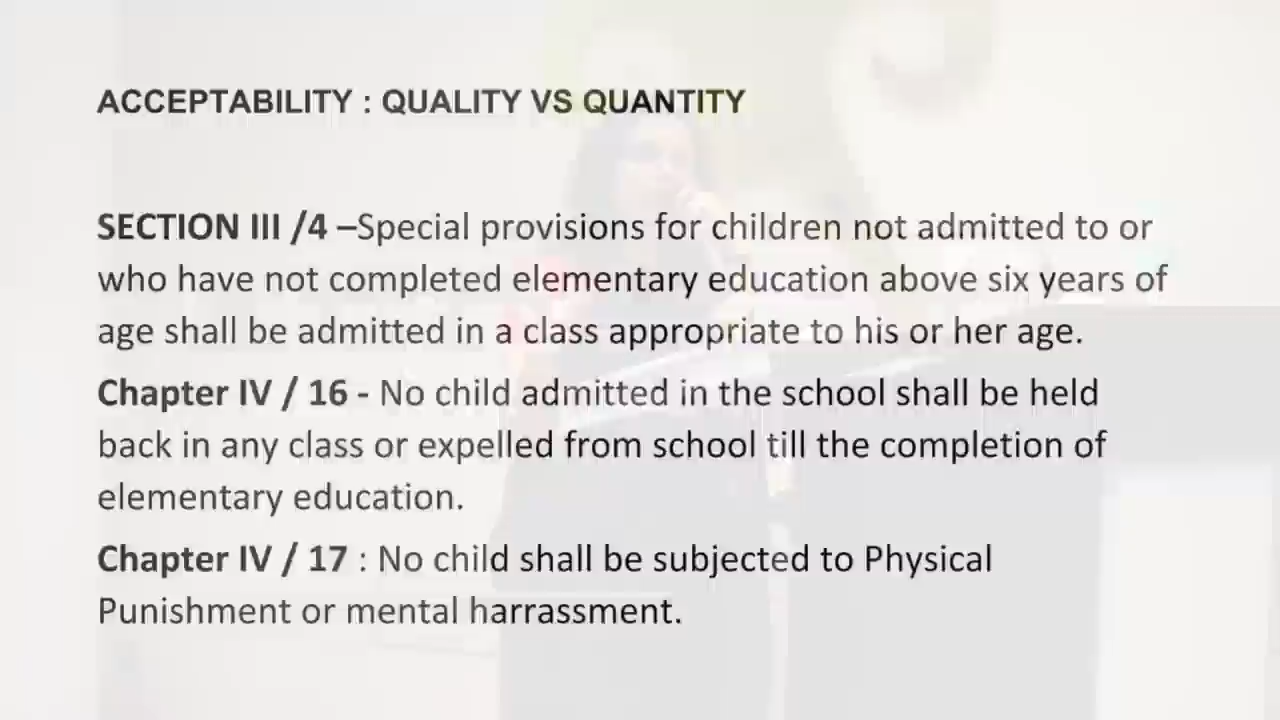 ACCEPTABILITY : QUALITY VS QUANTITY
SECTION III /4 –Special provisions for children not admitted to or
who have not completed elementary education above six years of
age shall be admitted in a class appropriate to his or her age.
Chapter IV / 16 - No child admitted in the school shall be held
back in any class or expelled from school till the completion of
elementary education.
Chapter IV / 17 : No child shall be subjected to Physical
Punishment or mental harrassment.